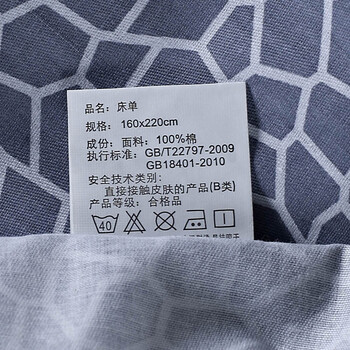 品名: 床单
规格: 160x220cm
成份: 面料: 100%棉
执行标准: GB/T22797-2009
GB18401-2010
安全技术类别:
直接接触皮肤的产品(B类)
产品等级: 合格品
40